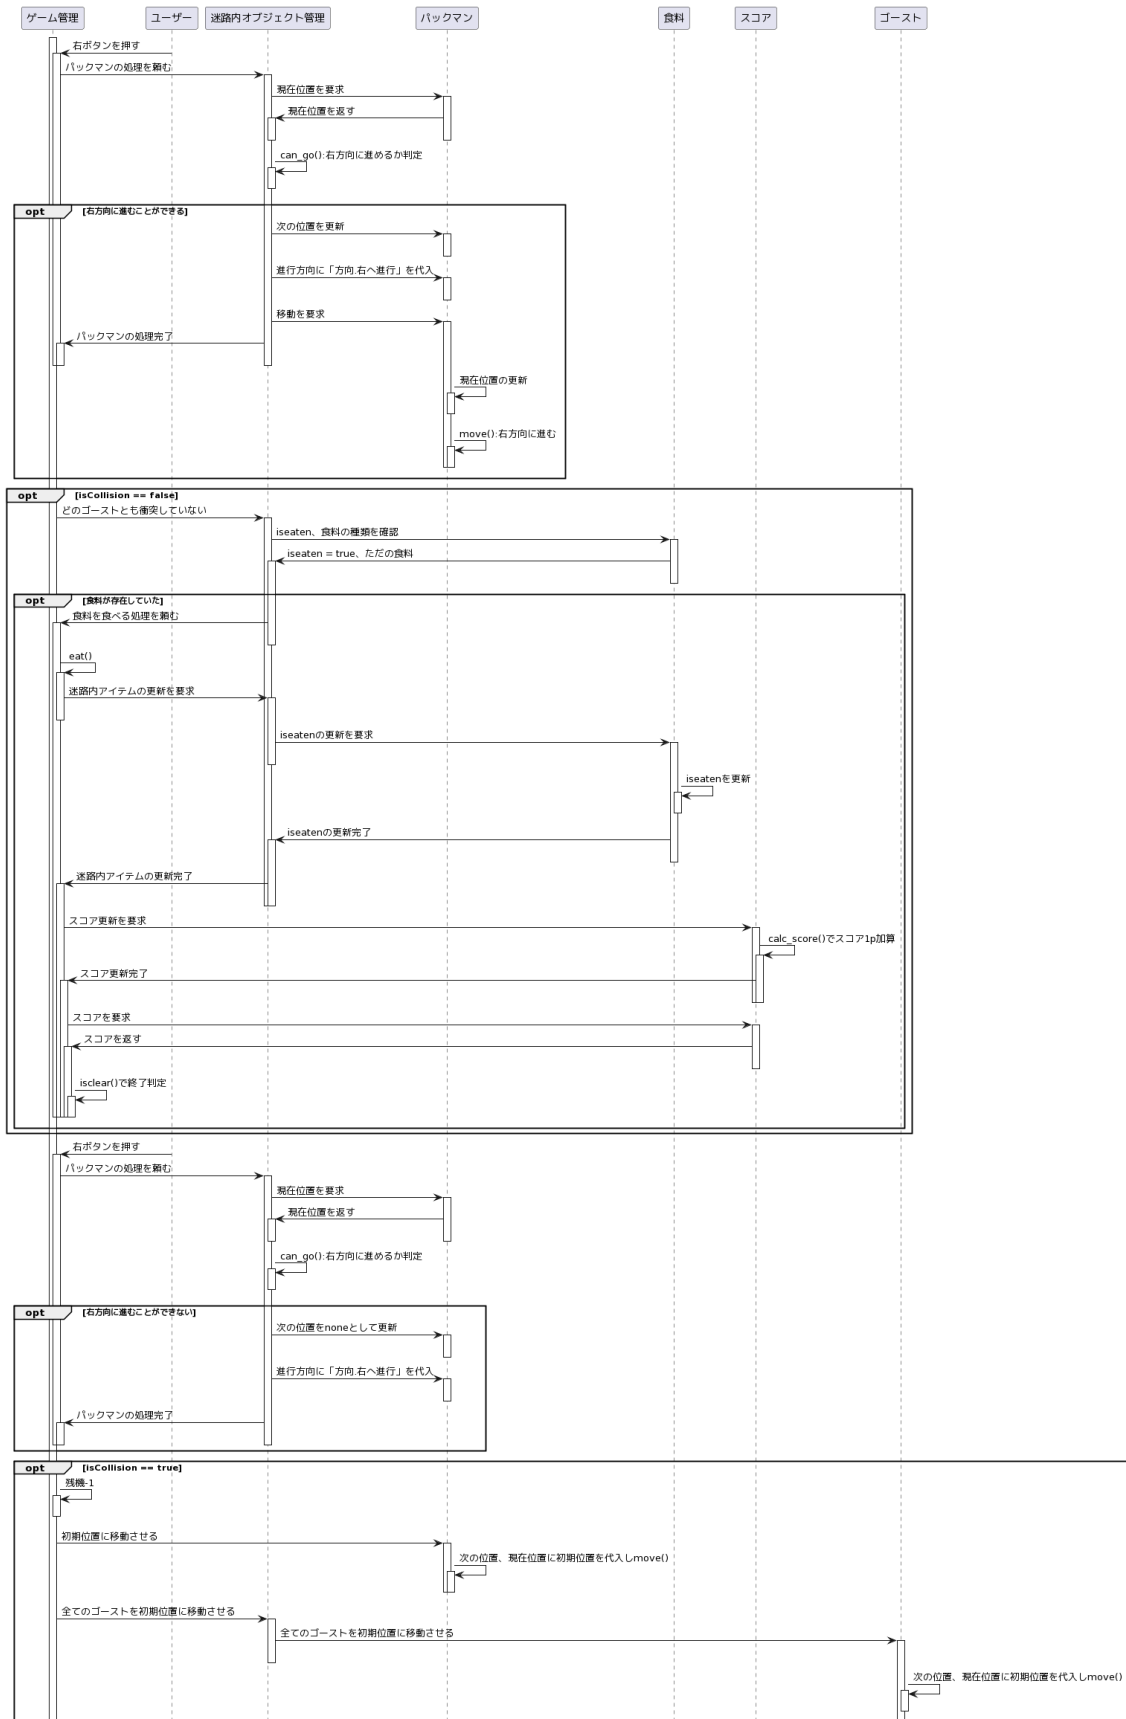 ゲーム管理
ユーザー
迷路内オブジェクト管理
パックマン
食料
スコア
ゴースト
右ボタンを押す
パックマンの処理を頼む
現在位置を要求
現在位置を返す
can_go():右方向に進めるか判定
opt [右方向に進むことができる]
次の位置を更新
進行方向に「方向.右へ進行」を代入
移動を要求
パックマンの処理完了
現在位置の更新
move():右方向に進む
opt [isCollision == false]
どのゴーストとも衝突していない
iseaten、食料の種類を確認
iseaten = true、ただの食料
opt [食料が存在していた]
食料を食べる処理を頼む
eat()
迷路内アイテムの更新を要求
iseatenの更新を要求
iseatenを更新
iseatenの更新完了
迷路内アイテムの更新完了
スコア更新を要求
calc_score()でスコア1p加算
スコア更新完了
スコアを要求
スコアを返す
isclear()で終了判定
右ボタンを押す
パックマンの処理を頼む
現在位置を要求
現在位置を返す
can_go():右方向に進めるか判定
opt [右方向に進むことができない]
次の位置をnoneとして更新
進行方向に「方向.右へ進行」を代入
パックマンの処理完了
opt [isCollision == true]
残機-1
初期位置に移動させる
次の位置、現在位置に初期位置を代入しmove()
全てのゴーストを初期位置に移動させる
全てのゴーストを初期位置に移動させる
次の位置、現在位置に初期位置を代入しmove()